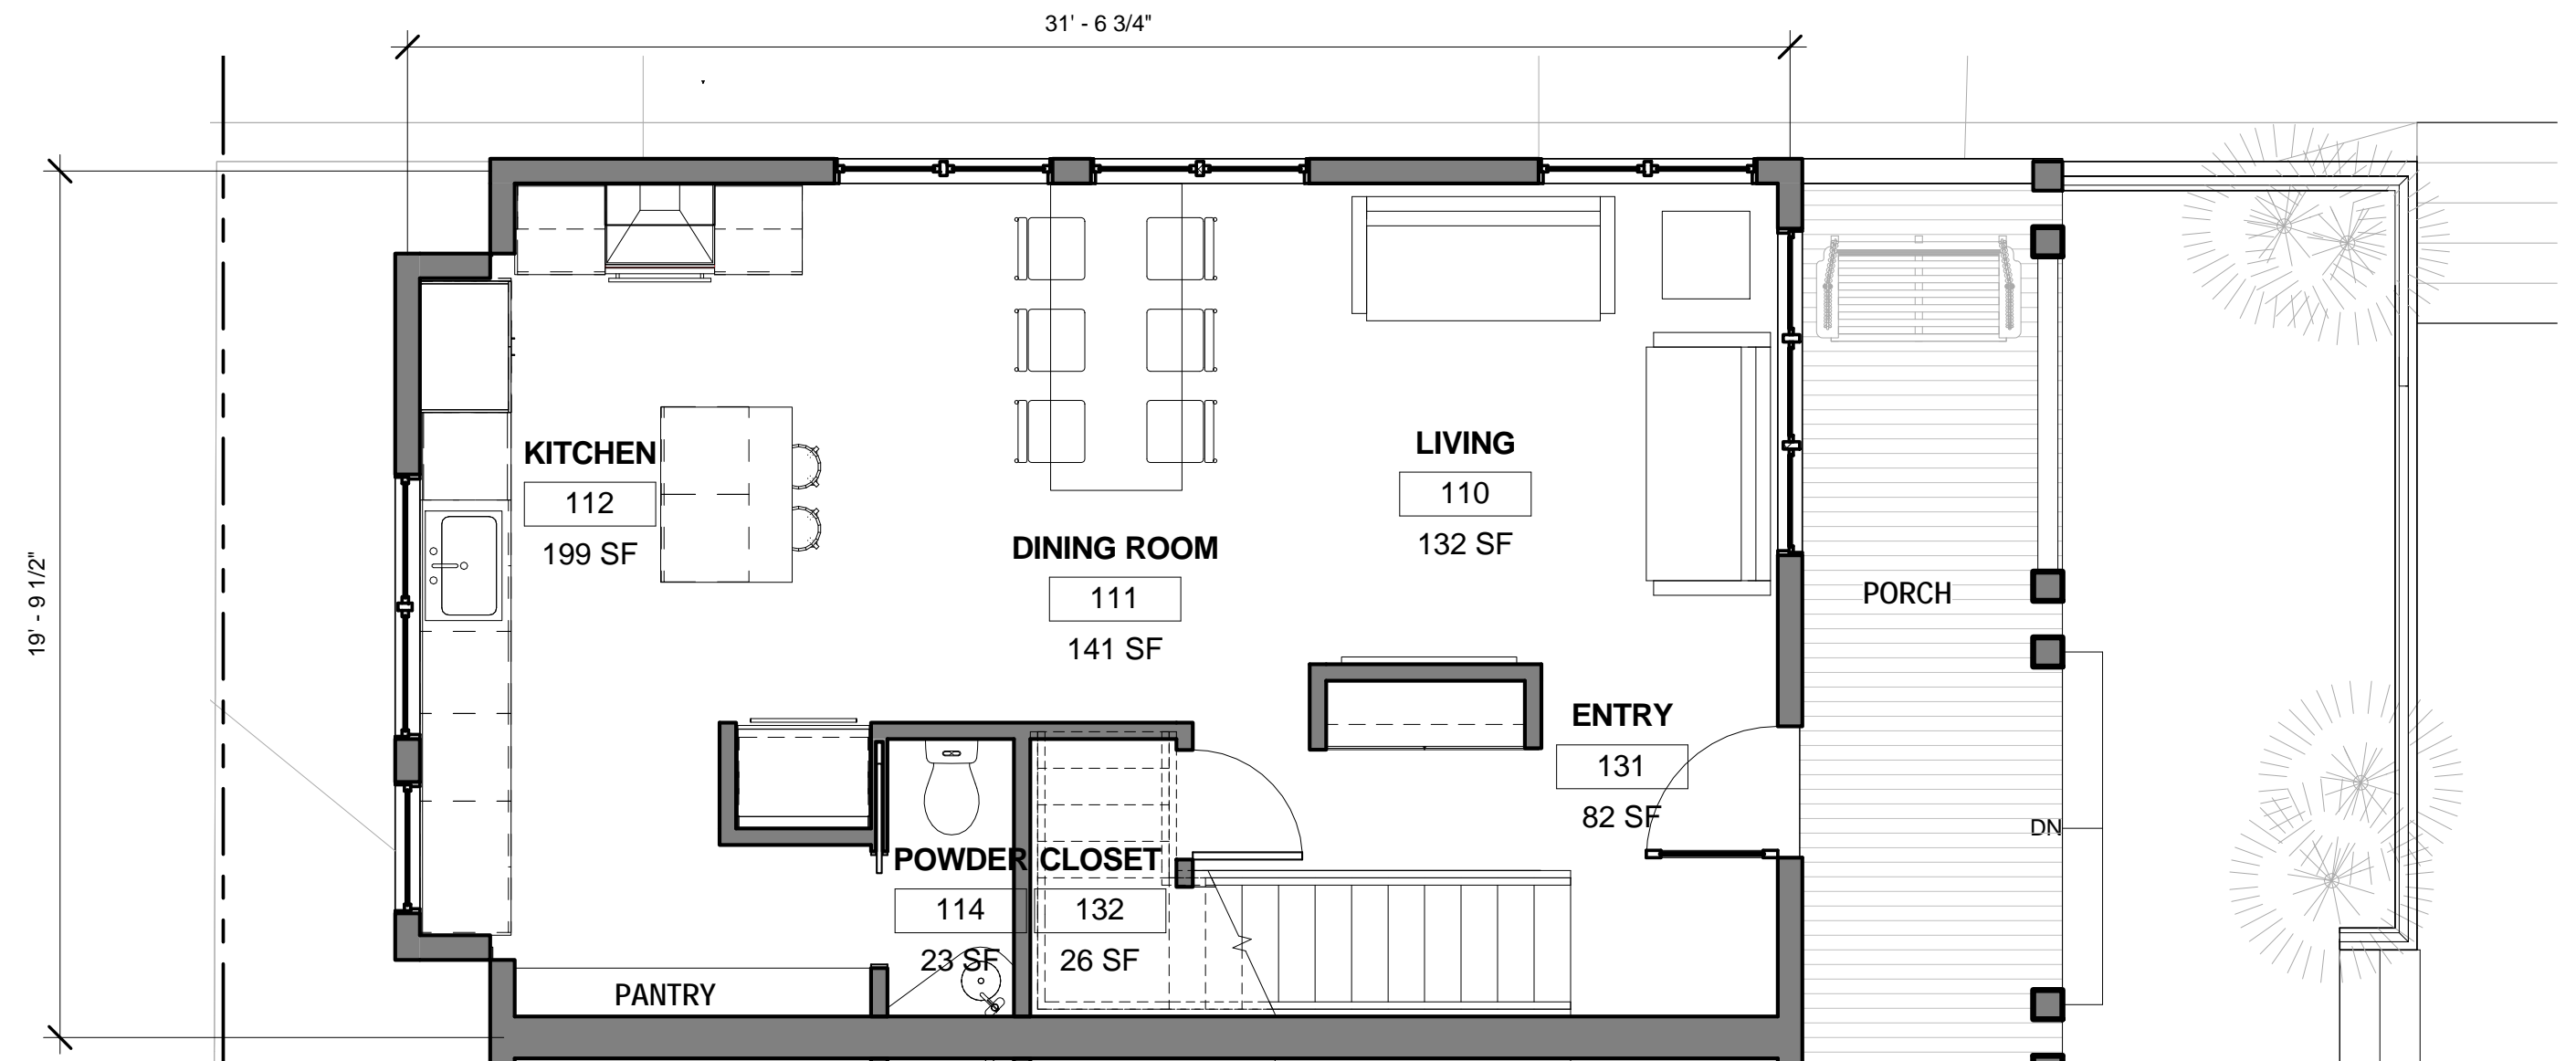 31' - 6 3/4"
19' - 9 1/2"
KITCHEN
112
199 SF
DINING ROOM
111
141 SF
LIVING
110
132 SF
PORCH
ENTRY
131
82 SF
DN
POWDER
114
23 SF
CLOSET
132
26 SF
PANTRY